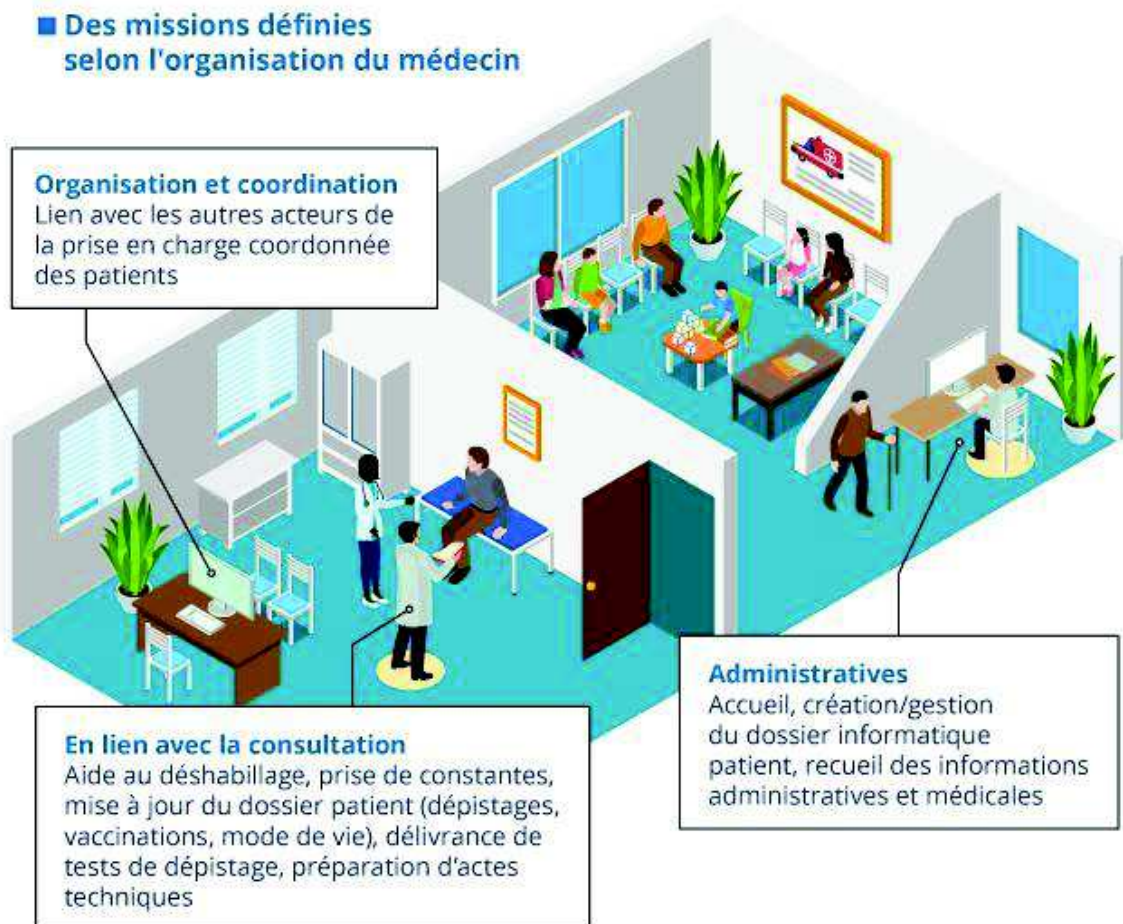 Des missions définies
selon l'organisation du médecin
Organisation et coordination
Lien avec les autres acteurs de
la prise en charge coordonnée
des patients
En lien avec la consultation
Aide au déshabillage, prise de constantes,
mise à jour du dossier patient (dépistages,
vaccinations, mode de vie), délivrance de
tests de dépistage, préparation d'actes
techniques
Administratives
Accueil, création/gestion
du dossier informatique
patient, recueil des informations
administratives et médicales